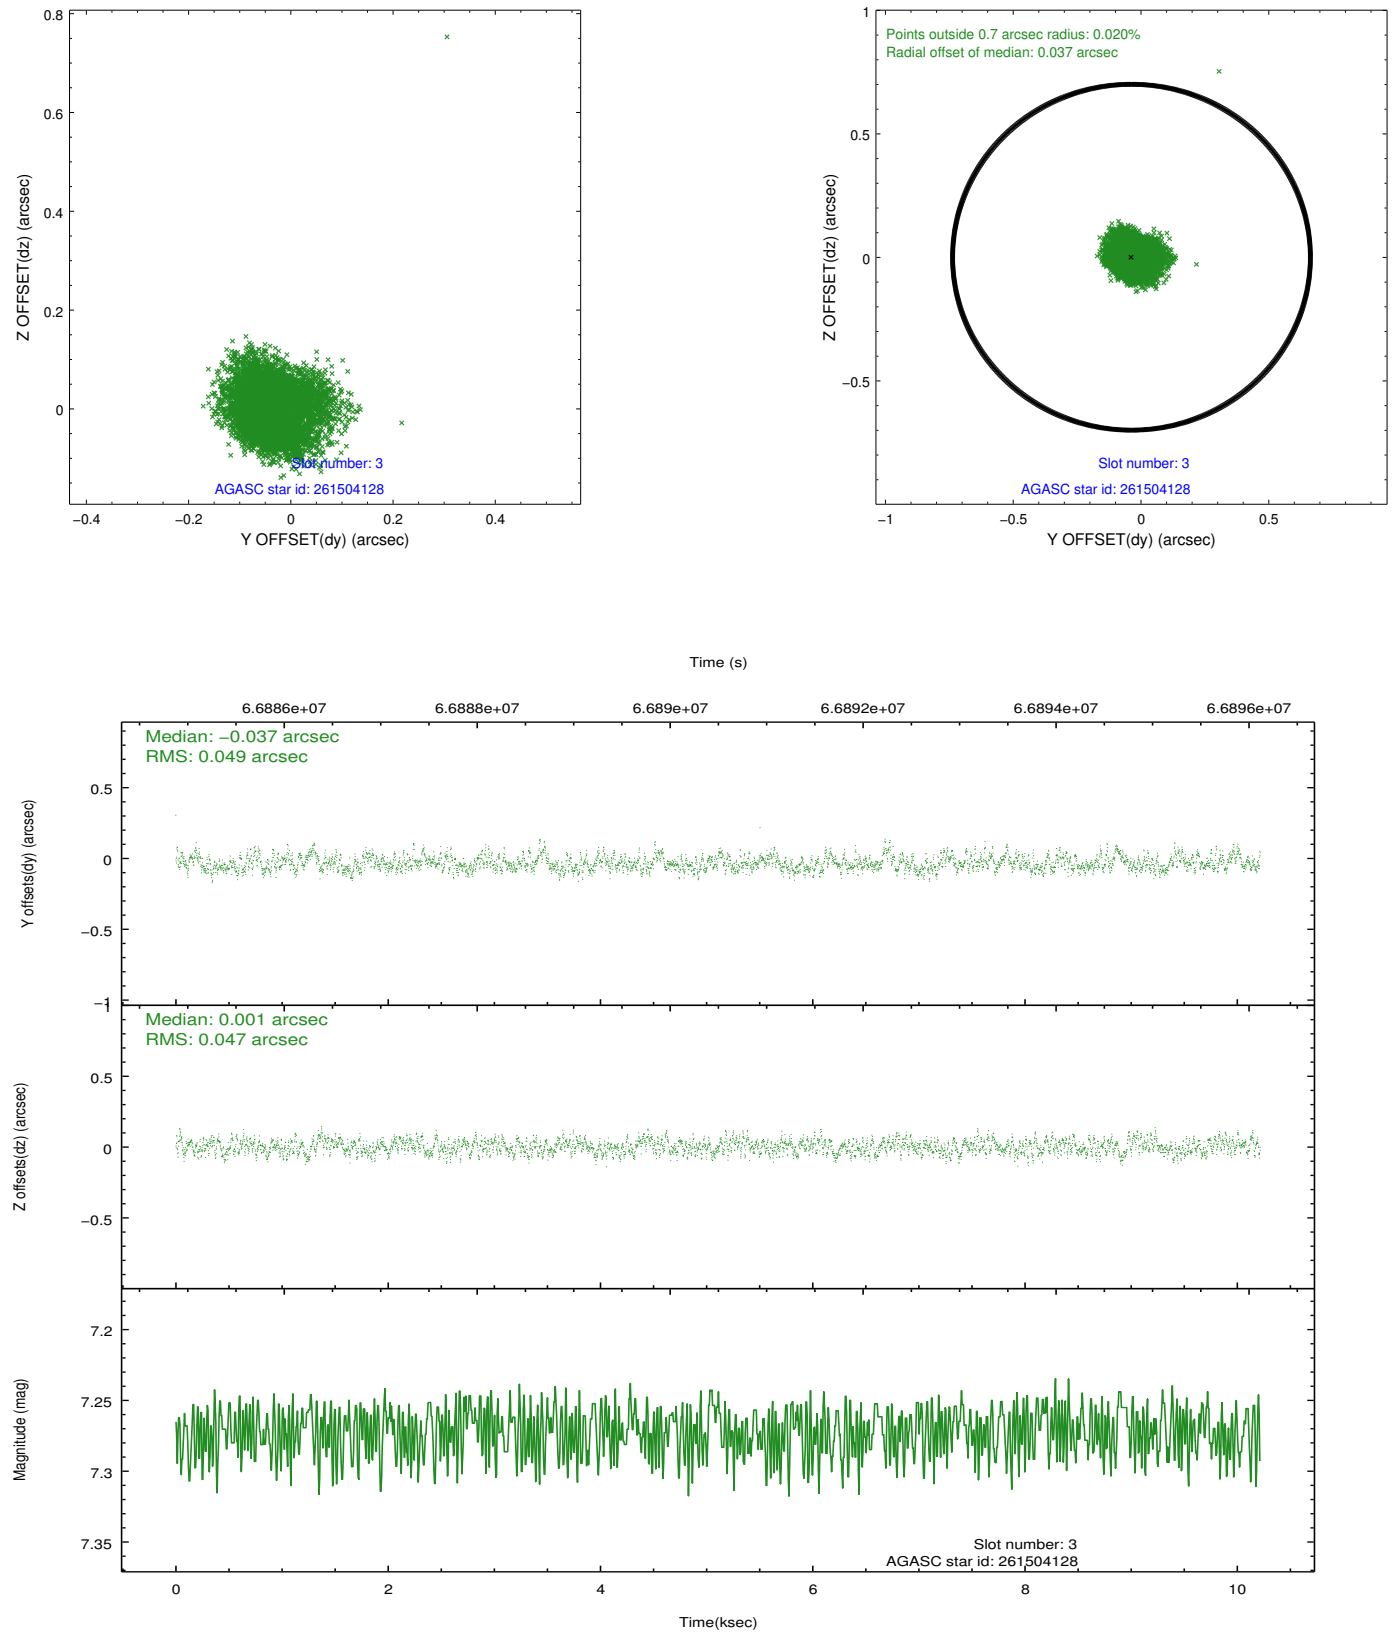 0.8
0.6
0.4
0.2
0
Z OFFSET(dz) (arcsec)
Slot number: 3
AGASC star id: 261504128
−0.4 −0.2 0 0.2 0.4
Y OFFSET(dy) (arcsec)
Points outside 0.7 arcsec radius: 0.020%
Radial offset of median: 0.037 arcsec
1
0.5
0
−0.5
Z OFFSET(dz) (arcsec)
Slot number: 3
AGASC star id: 261504128
−1 −0.5 0 0.5
Y OFFSET(dy) (arcsec)
Time (s)
6.6886e+07 6.6888e+07 6.689e+07 6.6892e+07 6.6894e+07 6.6896e+07
Median: −0.037 arcsec
RMS: 0.049 arcsec
0.5
0
−0.5
−1
Y offsets(dy) (arcsec)
Median: 0.001 arcsec
RMS: 0.047 arcsec
1
0.5
0
−0.5
Z offsets(dz) (arcsec)
7.2
7.25
7.3
7.35
Magnitude (mag)
Slot number: 3
AGASC star id: 261504128
0 2 4 6 8 10
Time(ksec)